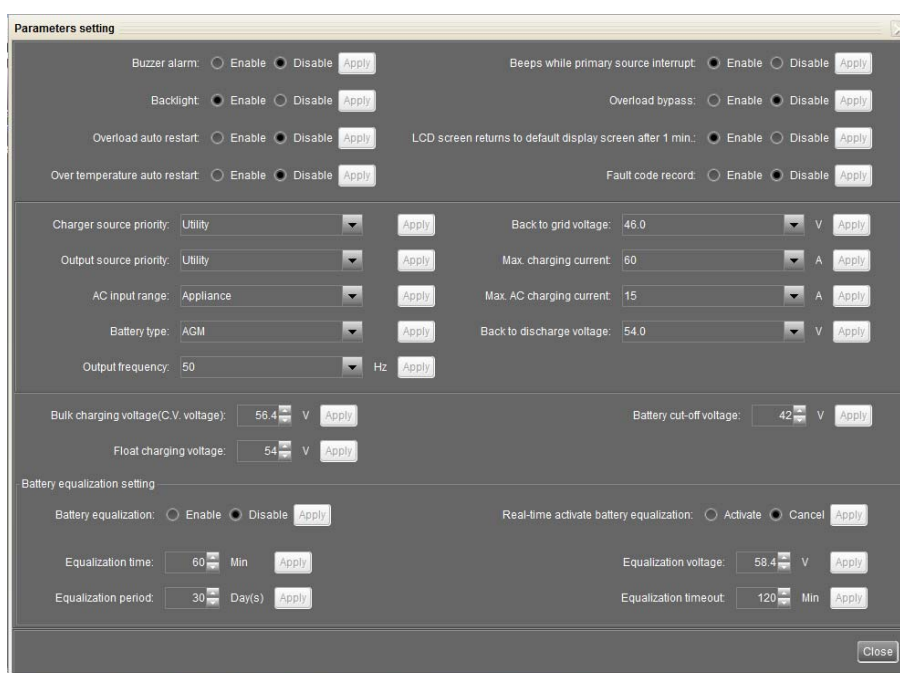 Parameters setting
Buzzer alarm: Enable Disable Apply Beeps while primary source interrupt: Enable Disable Apply
Backlight: Enable Disable Apply Overload bypass: Enable Disable Apply
Overload auto restart: Enable Disable Apply LCD screen returns to default display screen after 1 min.: Enable Disable Apply
Over temperature auto restart: Enable Disable Apply Fault code record: Enable Disable Apply
Charger source priority: Utility Apply Back to grid voltage: 46.0 V Apply
Output source priority: Utility Apply Max. charging current: 60 A Apply
AC input range: Appliance Apply Max. AC charging current: 15 A Apply
Battery type: AGM Apply Back to discharge voltage: 54.0 V Apply
Output frequency: 50 Hz Apply
Bulk charging voltage(C.V. voltage): 56.4 V Apply Battery cut-off voltage: 42 V Apply
Float charging voltage: 54 V Apply
Battery equalization setting
Battery equalization: Enable Disable Apply Real-time activate battery equalization: Activate Cancel Apply
Equalization time: 60 Min Apply Equalization voltage: 58.4 V Apply
Equalization period: 30 Day(s) Apply Equalization timeout: 120 Min Apply
Close